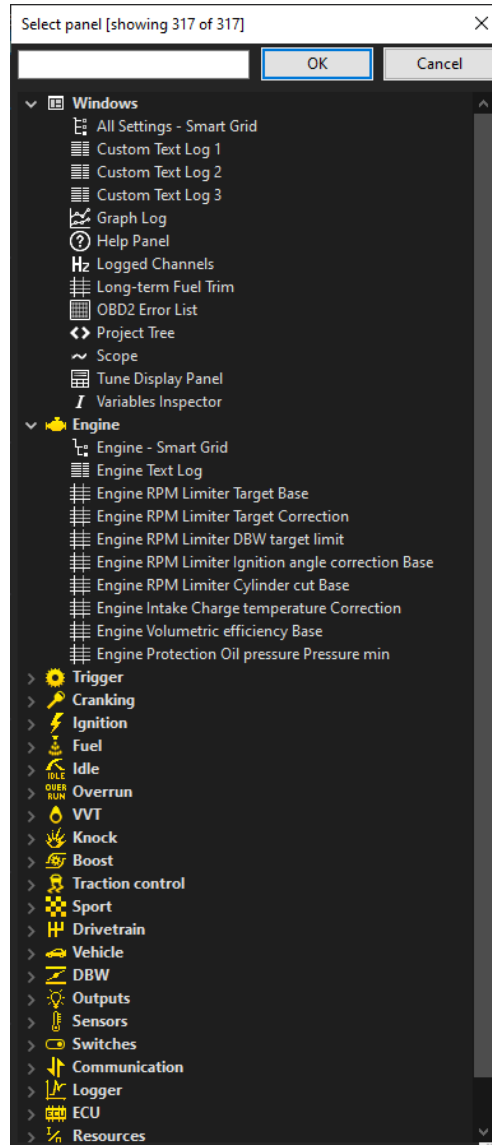 Select panel [showing 317 of 317]
OK Cancel
Windows
All Settings - Smart Grid
Custom Text Log 1
Custom Text Log 2
Custom Text Log 3
Graph Log
Help Panel
Hz Logged Channels
Long-term Fuel Trim
OBD2 Error List
Project Tree
Scope
Tune Display Panel
I Variables Inspector
Engine
Engine - Smart Grid
Engine Text Log
Engine RPM Limiter Target Base
Engine RPM Limiter Target Correction
Engine RPM Limiter DBW target limit
Engine RPM Limiter Ignition angle correction Base
Engine RPM Limiter Cylinder cut Base
Engine Intake Charge temperature Correction
Engine Volumetric efficiency Base
Engine Protection Oil pressure Pressure min
Trigger
Cranking
Ignition
Fuel
IDLE Idle
OVER RUN Overrun
VVT
Knock
Boost
Traction control
Sport
Drivetrain
Vehicle
DBW
Outputs
Sensors
Switches
Communication
Logger
ECU ECU
I/n Resources